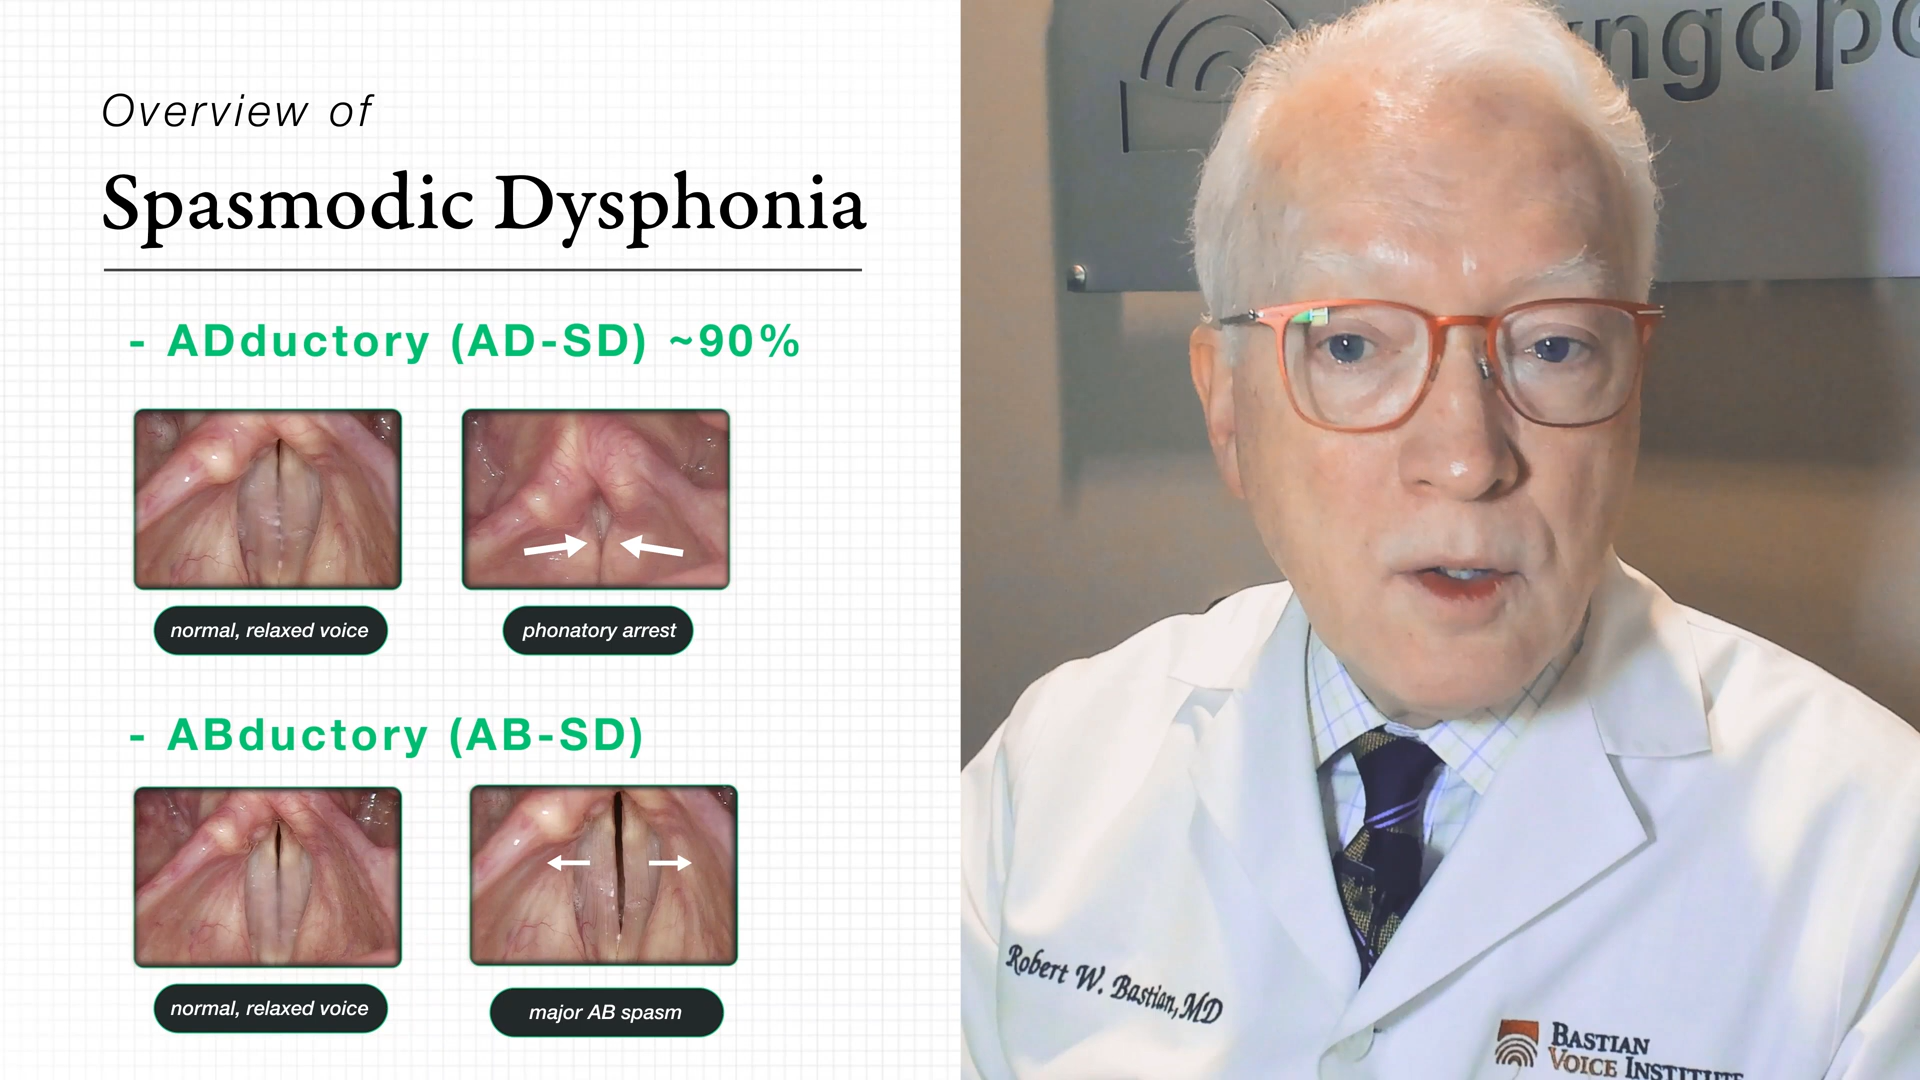 Overview of
Spasmodic Dysphonia
- ADductory (AD-SD) ~90%
normal, relaxed voice
phonatory arrest
- ABductory (AB-SD)
normal, relaxed voice
major AB spasm
Robert W. Bastian, MD
BASTIAN
VOICE INSTITUTE